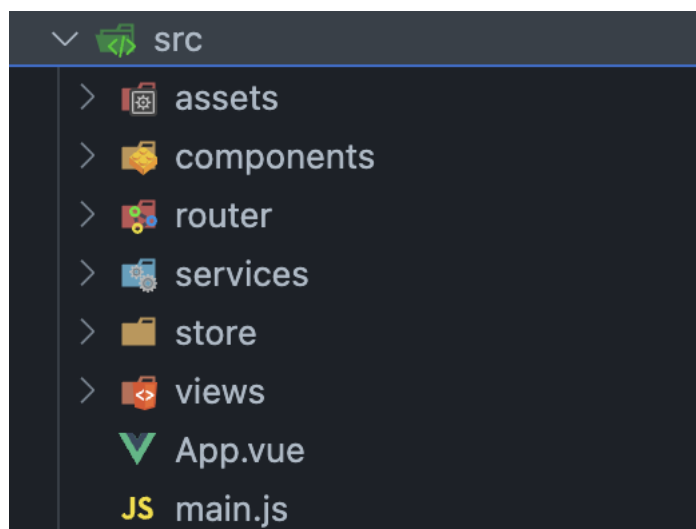 src
assets
components
router
services
store
views
App.vue
JS main.js